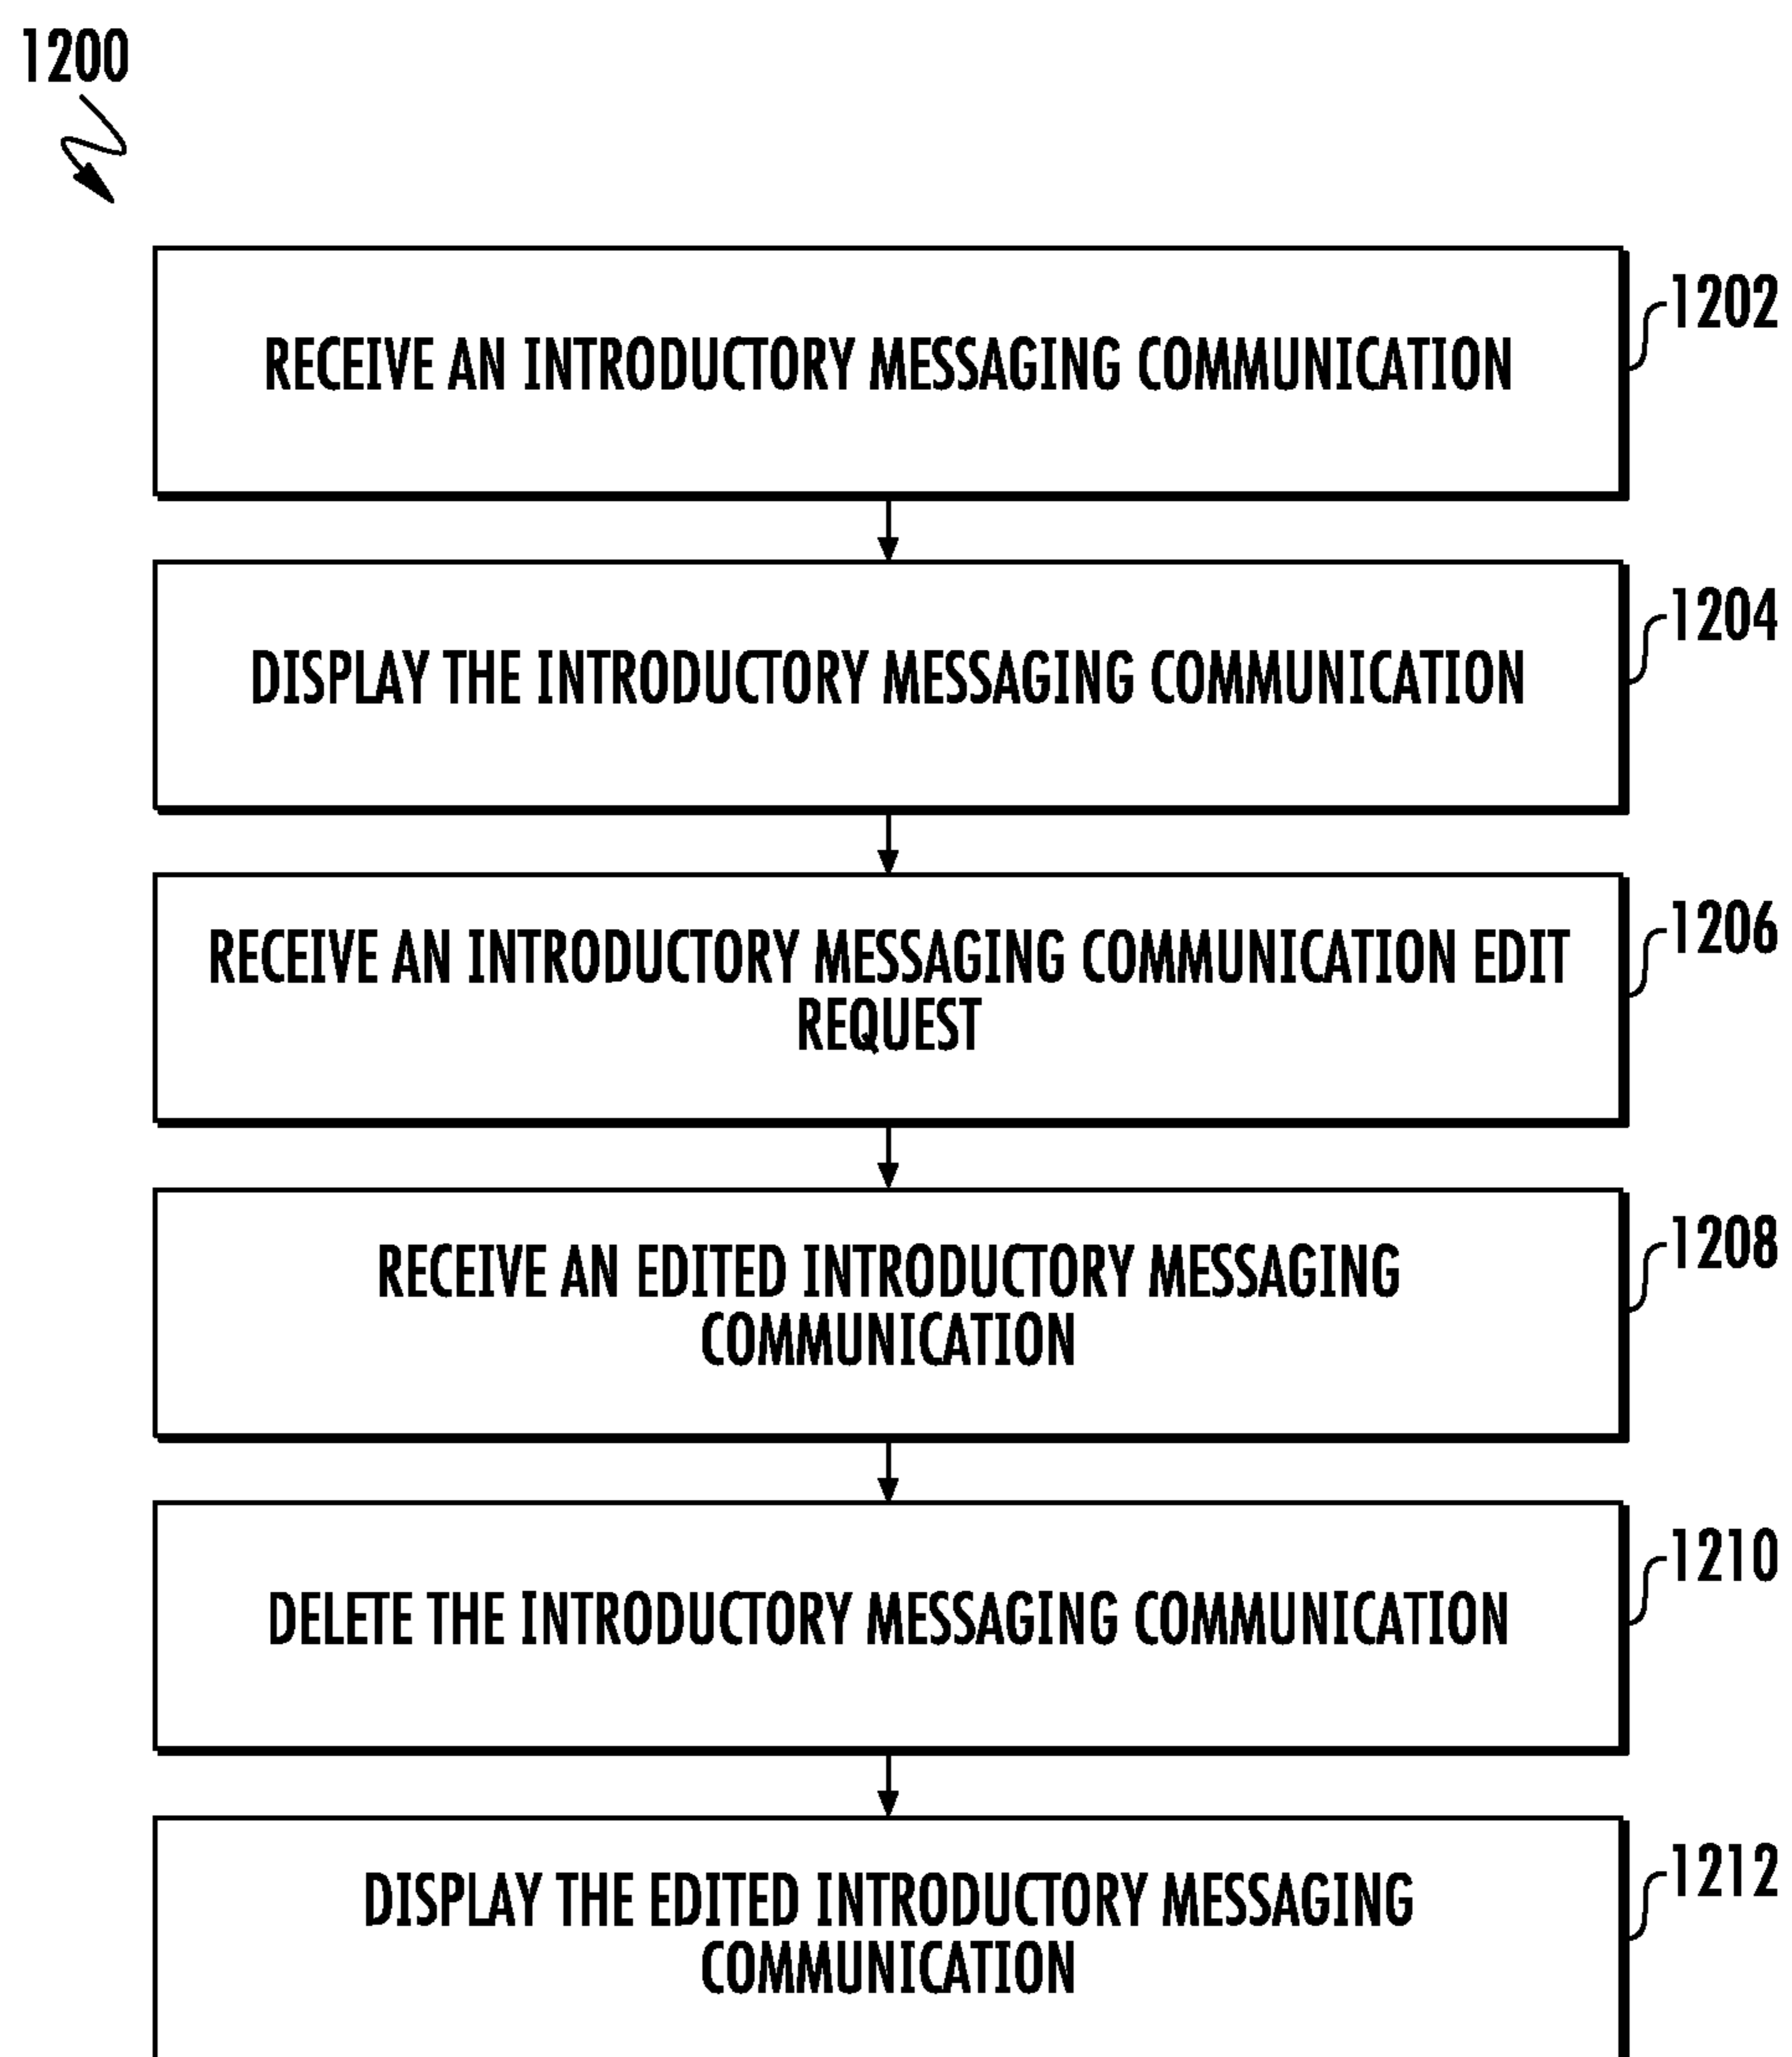 1200
RECEIVE AN INTRODUCTORY MESSAGING COMMUNICATION
1202
DISPLAY THE INTRODUCTORY MESSAGING COMMUNICATION
1204
RECEIVE AN INTRODUCTORY MESSAGING COMMUNICATION EDIT
REQUEST
1206
RECEIVE AN EDITED INTRODUCTORY MESSAGING
COMMUNICATION
1208
DELETE THE INTRODUCTORY MESSAGING COMMUNICATION
1210
DISPLAY THE EDITED INTRODUCTORY MESSAGING
COMMUNICATION
1212